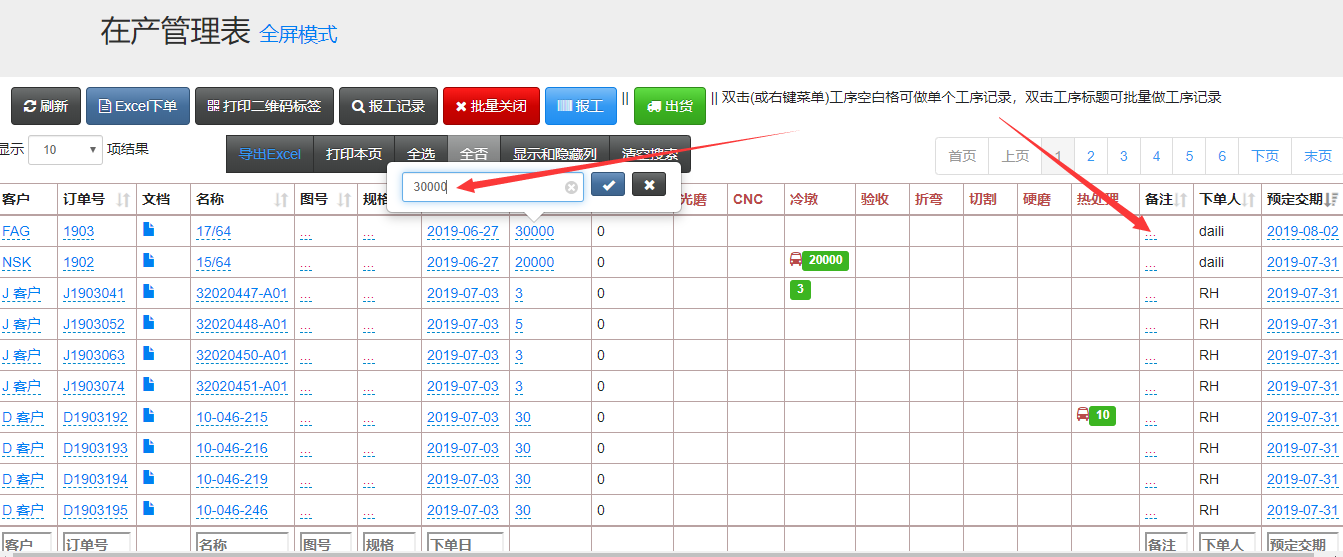 在产管理表 全屏模式
刷新 Excel下单 打印二维码标签 报工记录 批量关闭 报工 || 出货 || 双击(或右键菜单)工序空白格可做单个工序记录，双击工序标题可批量做工序记录
显示 10 项结果 导出Excel 打印本页 全选 全否 显示和隐藏列 清空搜索 首页 上页 1 2 3 4 5 6 下页 末页
30000
客户 订单号 文档 名称 图号 规格 光磨 CNC 冷墩 验收 折弯 切割 硬磨 热处理 备注 下单人 预定交期
FAG 1903 17/64 ... ... 2019-06-27 30000 0 ... daili 2019-08-02
NSK 1902 15/64 ... ... 2019-06-27 20000 0 20000 ... daili 2019-07-31
J 客户 J1903041 32020447-A01 ... ... 2019-07-03 3 0 3 ... RH 2019-07-31
J 客户 J1903052 32020448-A01 ... ... 2019-07-03 5 0 ... RH 2019-07-31
J 客户 J1903063 32020450-A01 ... ... 2019-07-03 3 0 ... RH 2019-07-31
J 客户 J1903074 32020451-A01 ... ... 2019-07-03 3 0 ... RH 2019-07-31
D 客户 D1903192 10-046-215 ... ... 2019-07-03 30 0 10 ... RH 2019-07-31
D 客户 D1903193 10-046-216 ... ... 2019-07-03 30 0 ... RH 2019-07-31
D 客户 D1903194 10-046-219 ... ... 2019-07-03 30 0 ... RH 2019-07-31
D 客户 D1903195 10-046-246 ... ... 2019-07-03 30 0 ... RH 2019-07-31
客户 订单号 名称 图号 规格 下单日 备注 下单人 预定交期